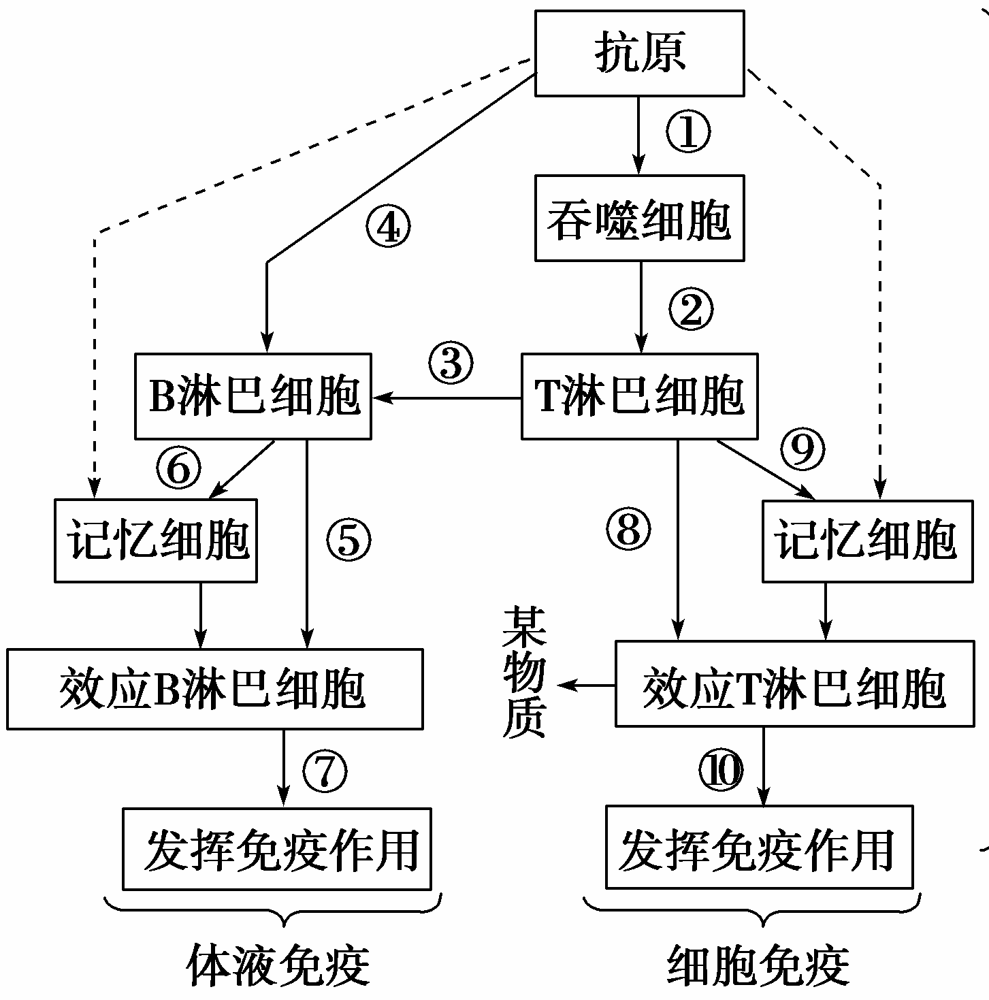 抗原
①
④
吞噬细胞
②
③
B淋巴细胞
T淋巴细胞
⑥
⑨
⑤
⑧
记忆细胞
记忆细胞
某物质
效应B淋巴细胞
效应T淋巴细胞
⑦
⑩
发挥免疫作用
发挥免疫作用
体液免疫
细胞免疫